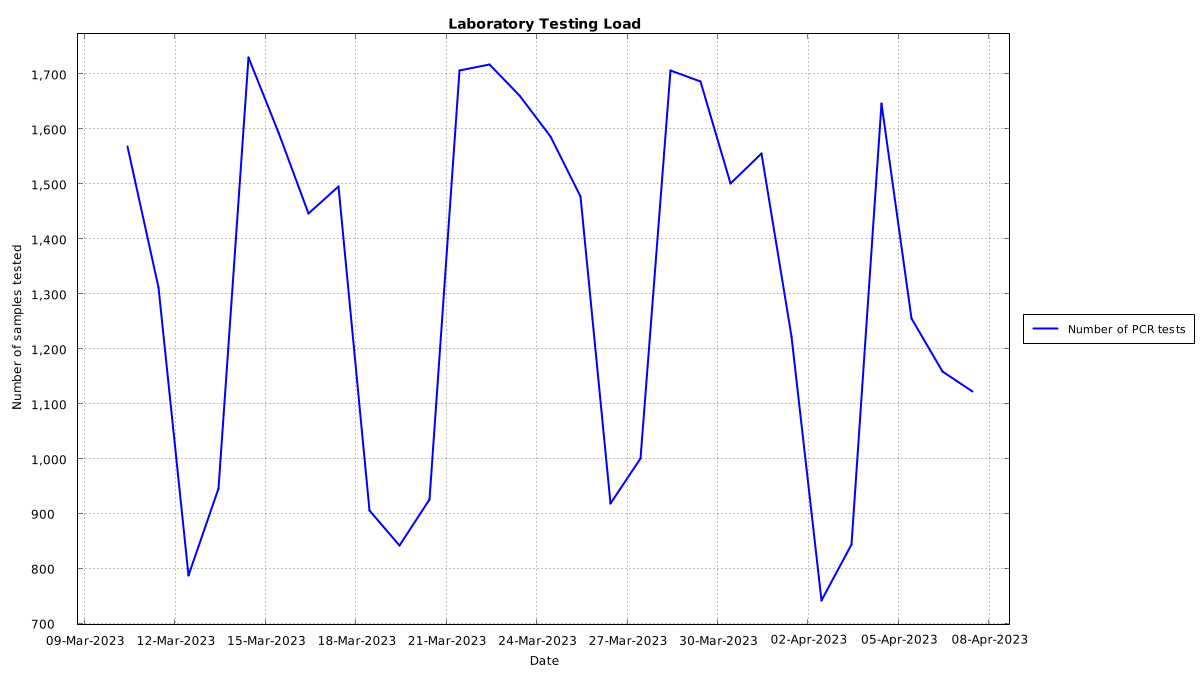 Laboratory Testing Load
Number of samples tested
1,700
1,600
1,500
1,400
1,300
1,200
1,100
1,000
900
800
700
09-Mar-2023 12-Mar-2023 15-Mar-2023 18-Mar-2023 21-Mar-2023 24-Mar-2023 27-Mar-2023 30-Mar-2023 02-Apr-2023 05-Apr-2023 08-Apr-2023
Date
Number of PCR tests